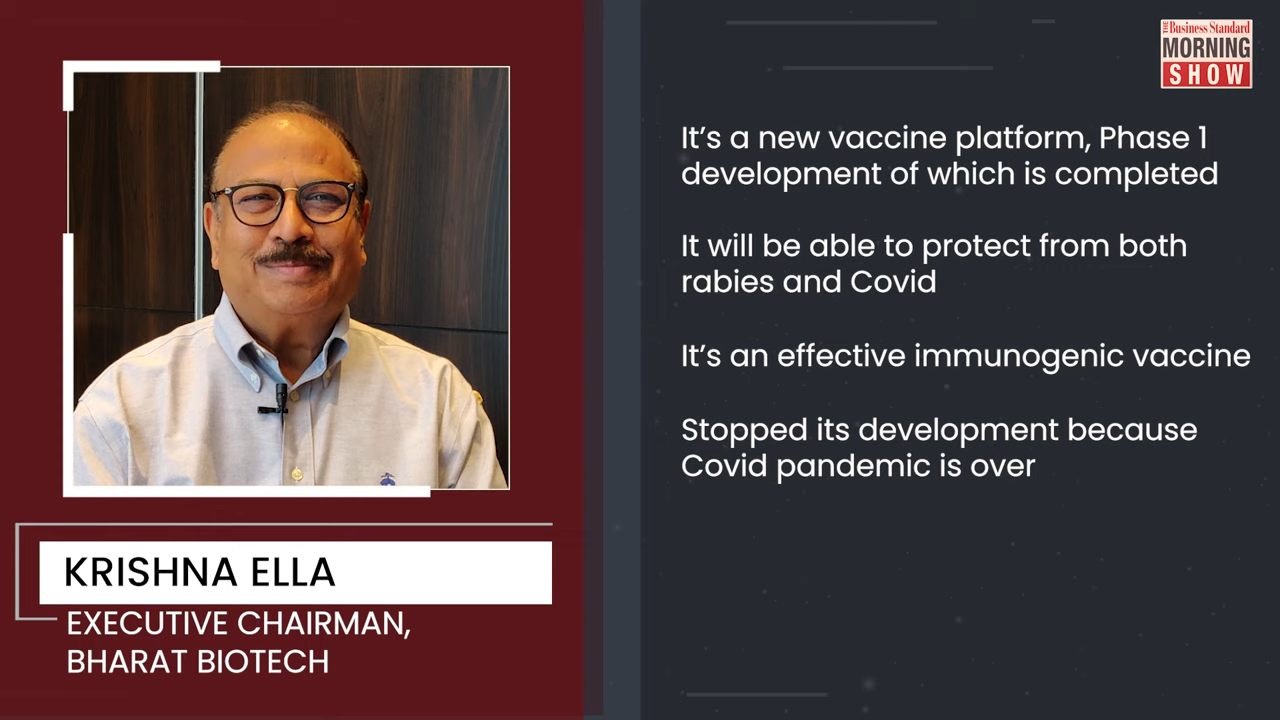 THE Business Standard
MORNING
SHOW
It’s a new vaccine platform, Phase 1
development of which is completed
It will be able to protect from both
rabies and Covid
It’s an effective immunogenic vaccine
Stopped its development because
Covid pandemic is over
KRISHNA ELLA
EXECUTIVE CHAIRMAN,
BHARAT BIOTECH